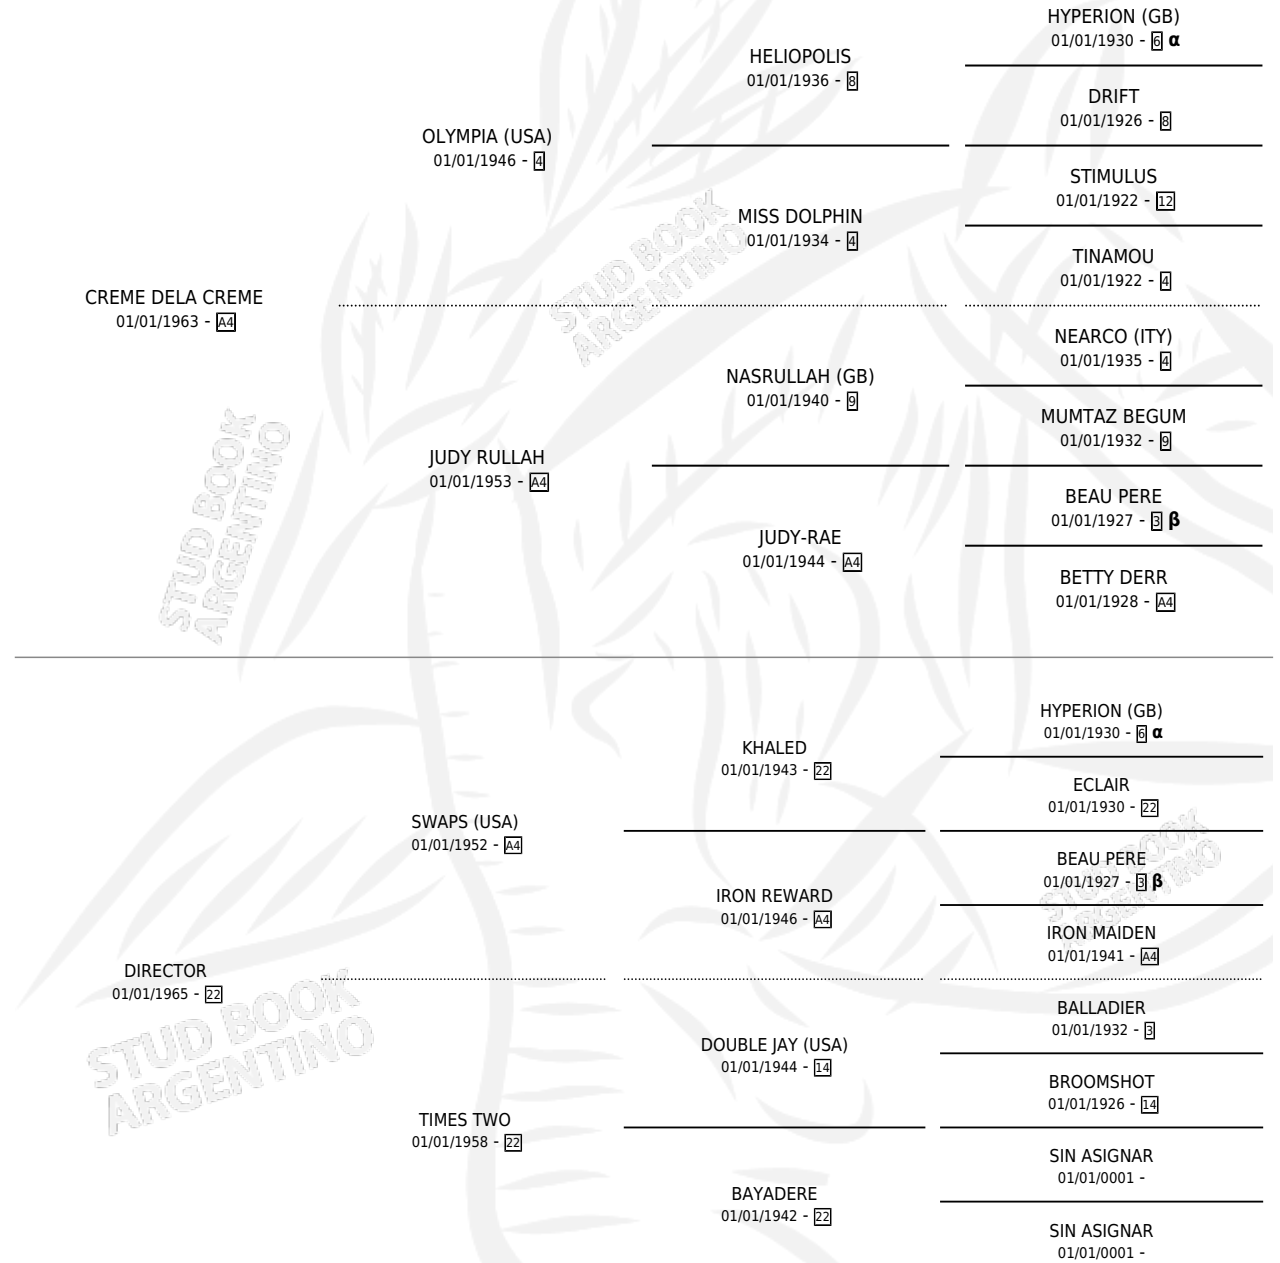 HYPERION (GB)
01/01/1930 - 6 α
HELIOPOLIS
01/01/1936 - 8
DRIFT
01/01/1926 - 8
OLYMPIA (USA)
01/01/1946 - 4
STIMULUS
01/01/1922 - 12
MISS DOLPHIN
01/01/1934 - 4
TINAMOU
01/01/1922 - 4
STUD BOOK
ARGENTINO
CREME DELA CREME
01/01/1963 - A4
NEARCO (ITY)
01/01/1935 - 4
NASRULLAH (GB)
01/01/1940 - 9
MUMTAZ BEGUM
01/01/1932 - 9
JUDY RULLAH
01/01/1953 - A4
BEAU PERE
01/01/1927 - 3 β
JUDY-RAE
01/01/1944 - A4
BETTY DERR
01/01/1928 - A4
STUD BOOK
ARGENTINO
HYPERION (GB)
01/01/1930 - 6 α
KHALED
01/01/1943 - 22
ECLAIR
01/01/1930 - 22
SWAPS (USA)
01/01/1952 - A4
BEAU PERE
01/01/1927 - 3 β
STUD BOOK
ARGENTINO
IRON REWARD
01/01/1946 - A4
IRON MAIDEN
01/01/1941 - A4
DIRECTOR
01/01/1965 - 22
STUD BOOK
ARGENTINO
BALLADIER
01/01/1932 - 3
DOUBLE JAY (USA)
01/01/1944 - 14
BROOMSHOT
01/01/1926 - 14
TIMES TWO
01/01/1958 - 22
SIN ASIGNAR
01/01/0001 -
BAYADERE
01/01/1942 - 22
SIN ASIGNAR
01/01/0001 -